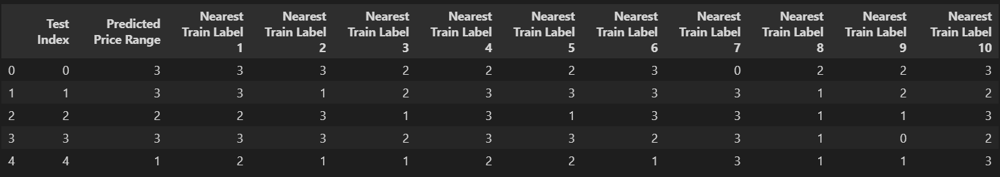 Test Index Predicted Price Range Nearest Train Label 1 Nearest Train Label 2 Nearest Train Label 3 Nearest Train Label 4 Nearest Train Label 5 Nearest Train Label 6 Nearest Train Label 7 Nearest Train Label 8 Nearest Train Label 9 Nearest Train Label 10
0 0 3 3 3 2 2 2 3 0 2 2 3
1 1 3 3 1 2 3 3 3 3 1 2 2
2 2 2 2 3 1 3 1 3 3 1 1 3
3 3 3 3 3 2 3 3 2 3 1 0 2
4 4 1 2 1 1 2 2 1 3 1 1 3